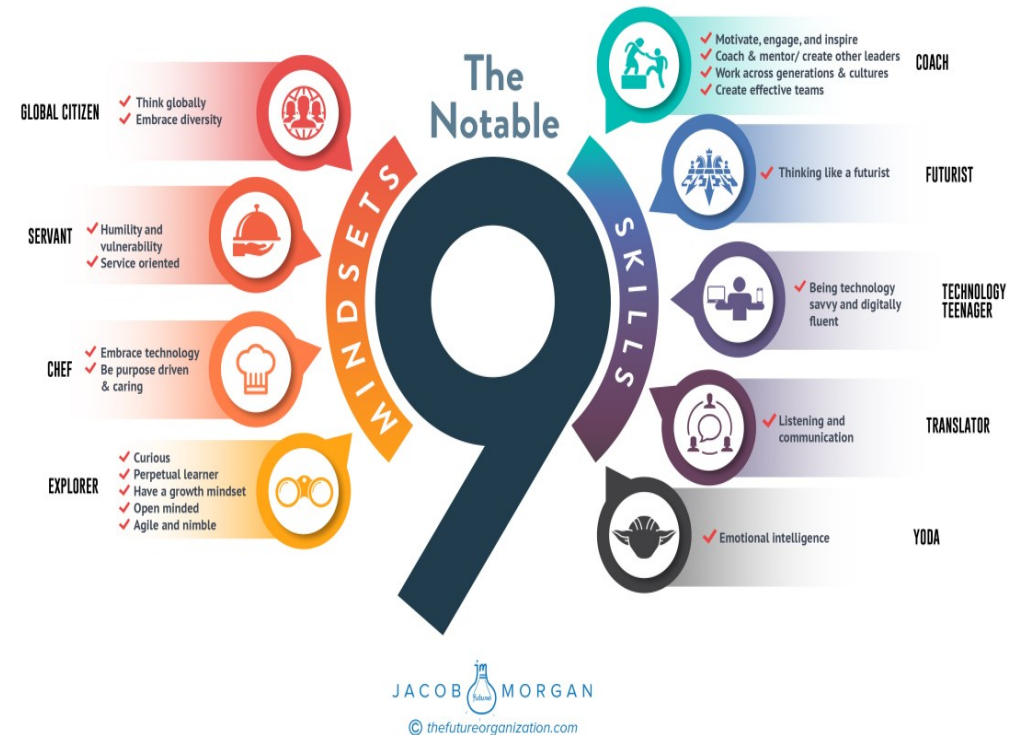 The
Notable
9
MINDSETS
GLOBAL CITIZEN
Think globally
Embrace diversity
SERVANT
Humility and
vulnerability
Service oriented
CHEF
Embrace technology
Be purpose driven
& caring
EXPLORER
Curious
Perpetual learner
Have a growth mindset
Open minded
Agile and nimble
SKILLS
Motivate, engage, and inspire
Coach & mentor/ create other leaders
Work across generations & cultures
Create effective teams
COACH
Thinking like a futurist
FUTURIST
Being technology
savvy and digitally
fluent
TECHNOLOGY
TEENAGER
Listening and
communication
TRANSLATOR
Emotional intelligence
YODA
jm
JACOB MORGAN
© thefutureorganization.com